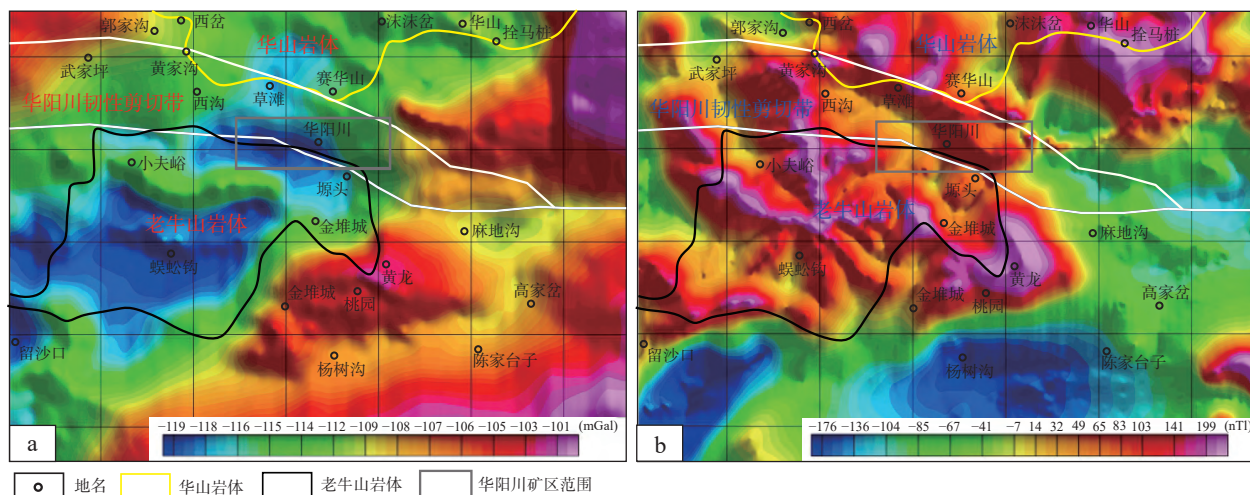 郭家沟 西岔 沫沫岔 华山 拴马桩
华山岩体
武家坪 黄家沟
西沟 草滩 赛华山
华阳川韧性剪切带
华阳川
小夫峪
塬头
老牛山岩体
金堆城 麻地沟
蜈蚣钩 黄龙
金堆城 桃园 高家岔
留沙口
杨树沟 陈家台子
−119 −118 −116 −115 −114 −112 −109 −108 −107 −106 −105 −103 −101 (mGal)
a
郭家沟 西岔 沫沫岔 华山 拴马桩
华山岩体
武家坪 黄家沟
西沟 草滩 赛华山
华阳川韧性剪切带
华阳川
小夫峪
塬头
老牛山岩体
金堆城 麻地沟
蜈蚣钩 黄龙
金堆城 桃园 高家岔
留沙口
杨树沟 陈家台子
−176 −136 −104 −85 −67 −41 −7 14 32 49 65 83 103 141 199 (nTl)
b
地名 华山岩体 老牛山岩体 华阳川矿区范围